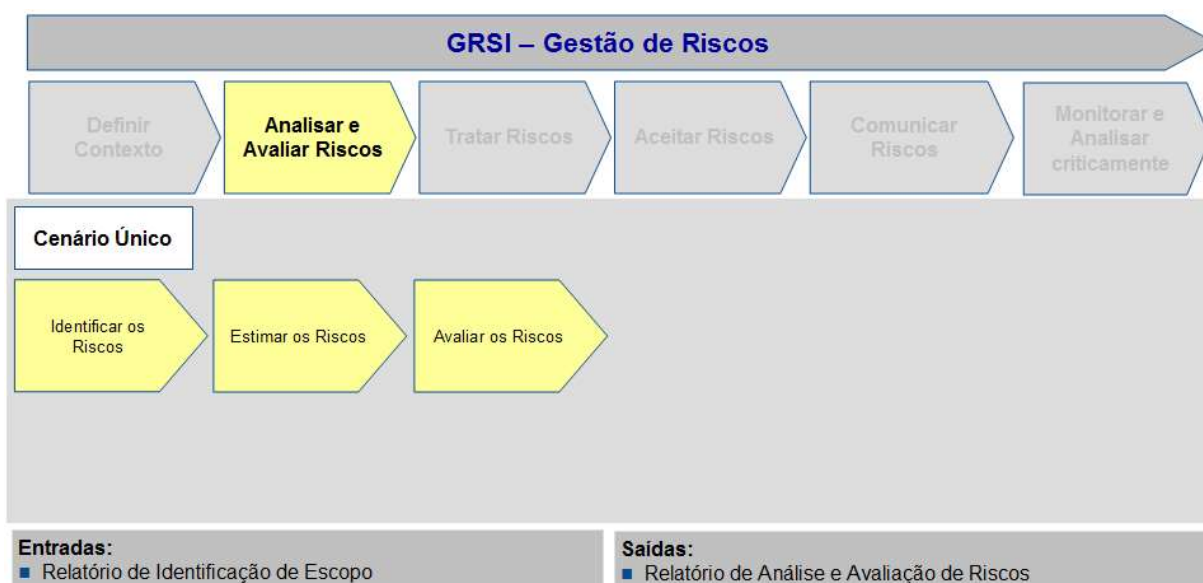 GRSI – Gestão de Riscos
Definir
Contexto
Analisar e
Avaliar Riscos
Tratar Riscos
Aceitar Riscos
Comunicar
Riscos
Monitorar e
Analisar
criticamente
Cenário Único
Identificar os
Riscos
Estimar os Riscos
Avaliar os Riscos
Entradas:
■ Relatório de Identificação de Escopo
Saídas:
■ Relatório de Análise e Avaliação de Riscos